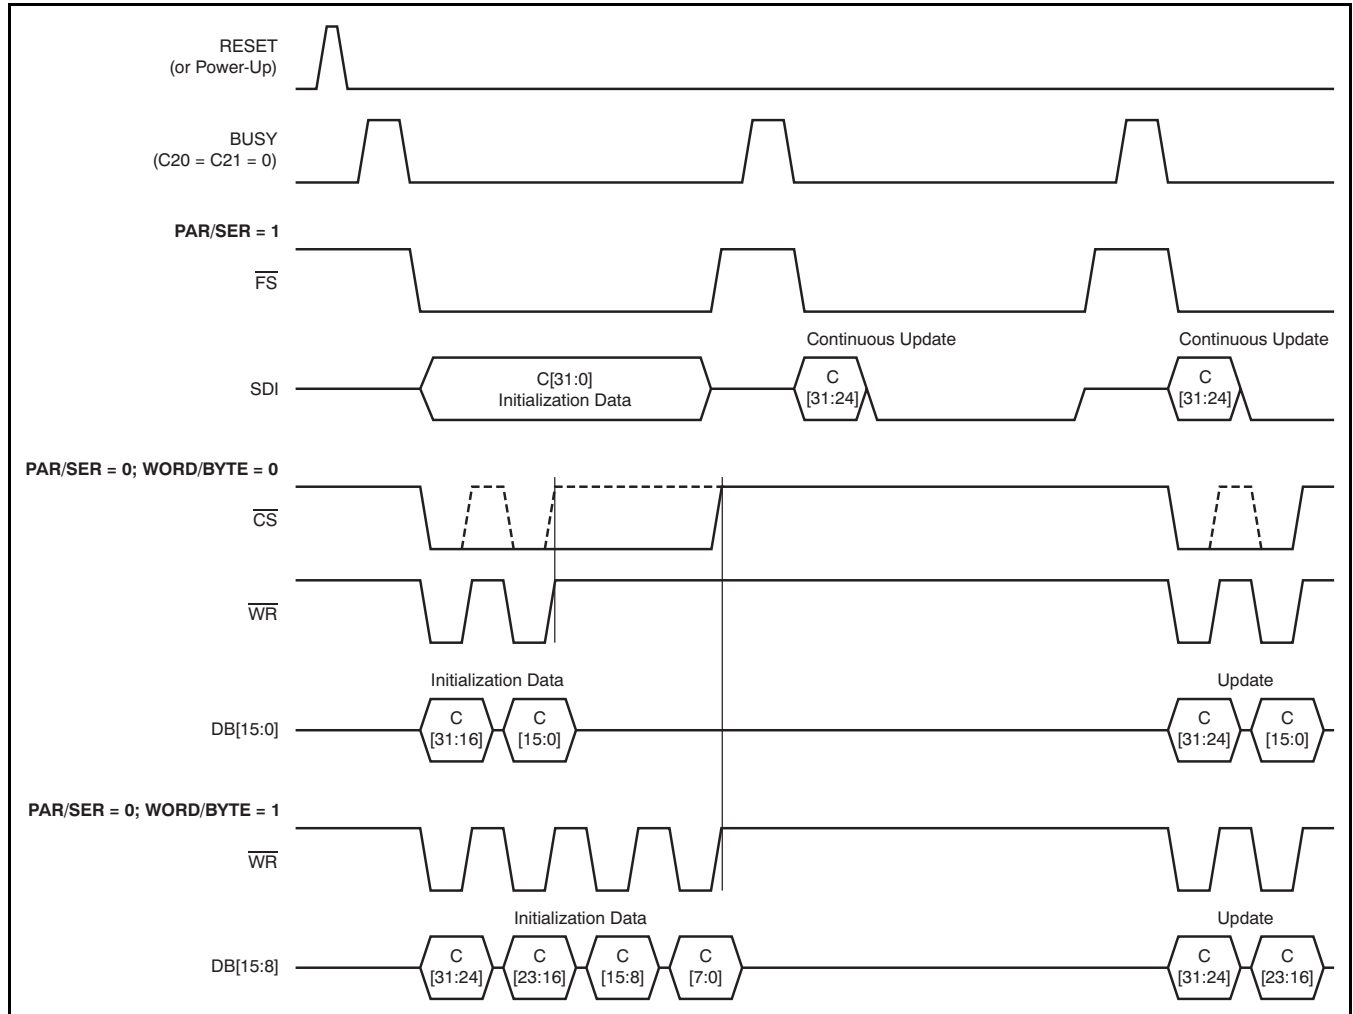 RESET
(or Power-Up)
BUSY
(C20 = C21 = 0)
PAR/SER = 1
FS
Continuous Update
Continuous Update
SDI
C[31:0]
Initialization Data
C
[31:24]
C
[31:24]
PAR/SER = 0; WORD/BYTE = 0
CS
WR
Initialization Data
Update
DB[15:0]
C
[31:16]
C
[15:0]
C
[31:24]
C
[15:0]
PAR/SER = 0; WORD/BYTE = 1
WR
Initialization Data
Update
DB[15:8]
C
[31:24]
C
[23:16]
C
[15:8]
C
[7:0]
C
[31:24]
C
[23:16]